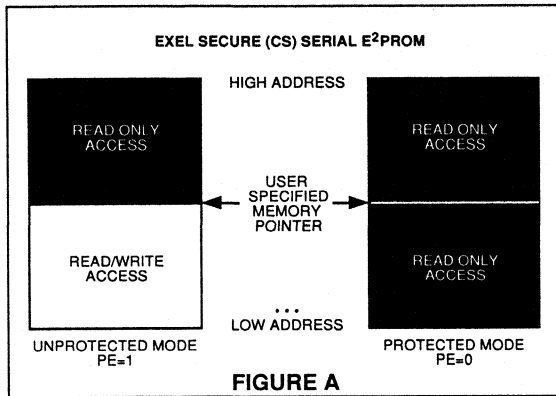 EXEL SECURE (CS) SERIAL E²PROM
HIGH ADDRESS
READ ONLY
ACCESS
READ ONLY
ACCESS
USER
SPECIFIED
MEMORY
POINTER
READ/WRITE
ACCESS
READ ONLY
ACCESS
...
LOW ADDRESS
UNPROTECTED MODE
PE=1
PROTECTED MODE
PE=0
FIGURE A